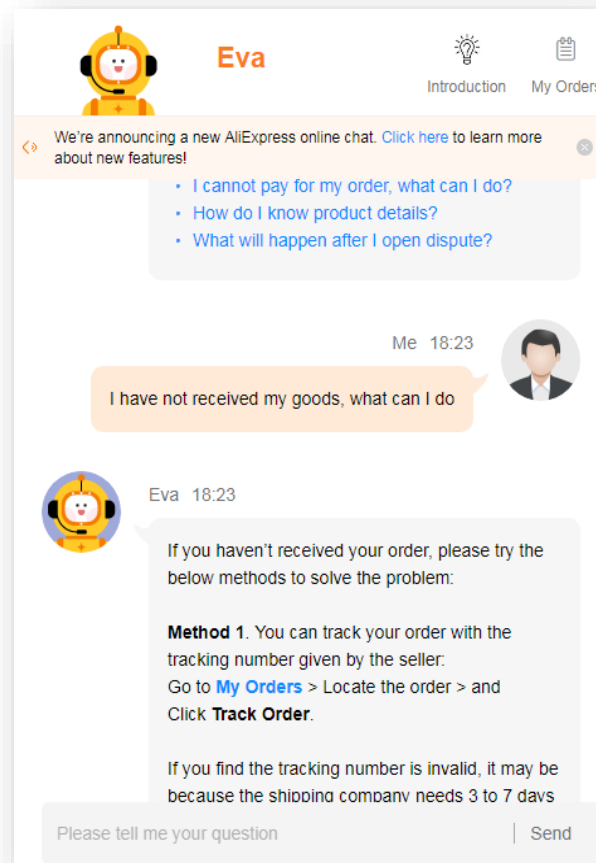 Eva
Introduction
My Orders
We're announcing a new AliExpress online chat. Click here to learn more
about new features!
• I cannot pay for my order, what can I do?
• How do I know product details?
• What will happen after I open dispute?
Me 18:23
I have not received my goods, what can I do
Eva 18:23
If you haven't received your order, please try the
below methods to solve the problem:
Method 1. You can track your order with the
tracking number given by the seller:
Go to My Orders > Locate the order > and
Click Track Order.
If you find the tracking number is invalid, it may be
because the shipping company needs 3 to 7 days
Please tell me your question
Send